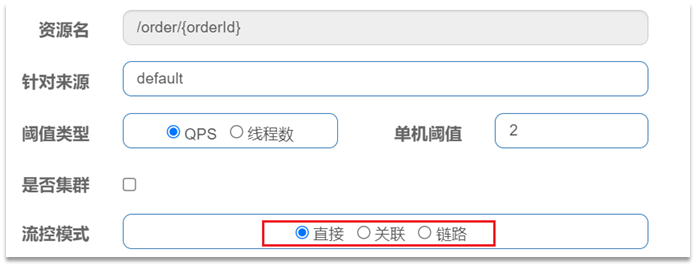 资源名 /order/{orderId}
针对来源 default
阈值类型 QPS 线程数 单机阈值 2
是否集群
流控模式 直接 关联 链路